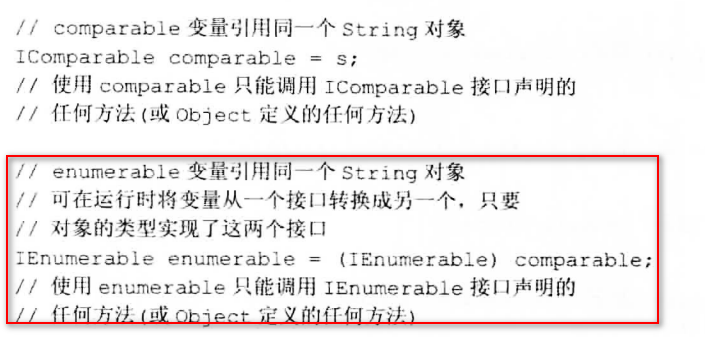 // comparable 变量引用同一个 String 对象
IComparable comparable = s;
// 使用 comparable 只能调用 IComparable 接口声明的
// 任何方法(或 Object 定义的任何方法)
// enumerable 变量引用同一个 String 对象
// 可在运行时将变量从一个接口转换成另一个，只要
// 对象的类型实现了这两个接口
IEnumerable enumerable = (IEnumerable) comparable;
// 使用 enumerable 只能调用 IEnumerable 接口声明的
// 任何方法(或 Object 定义的任何方法)